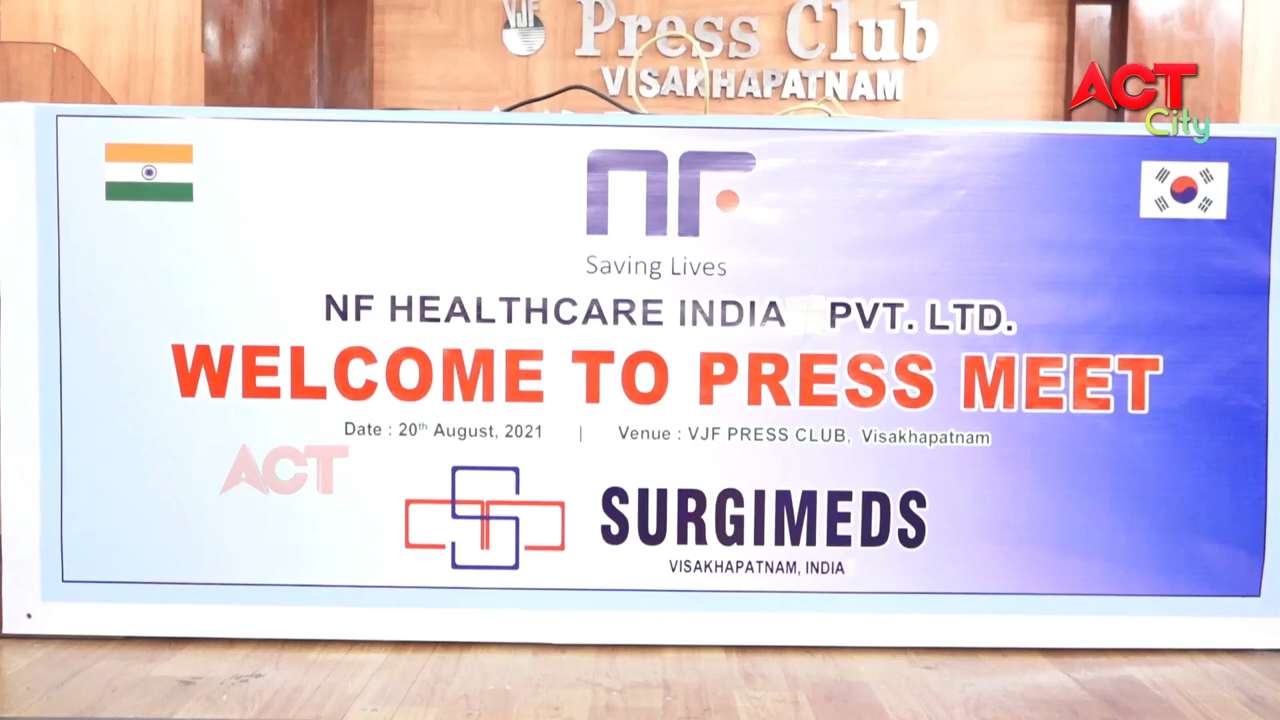 VJF Press Club
VISAKHAPATNAM
ACT
City
NF
Saving Lives
NF HEALTHCARE INDIA PVT. LTD.
WELCOME TO PRESS MEET
Date : 20th August, 2021 | Venue : VJF PRESS CLUB, Visakhapatnam
ACT
SURGIMEDS
VISAKHAPATNAM, INDIA